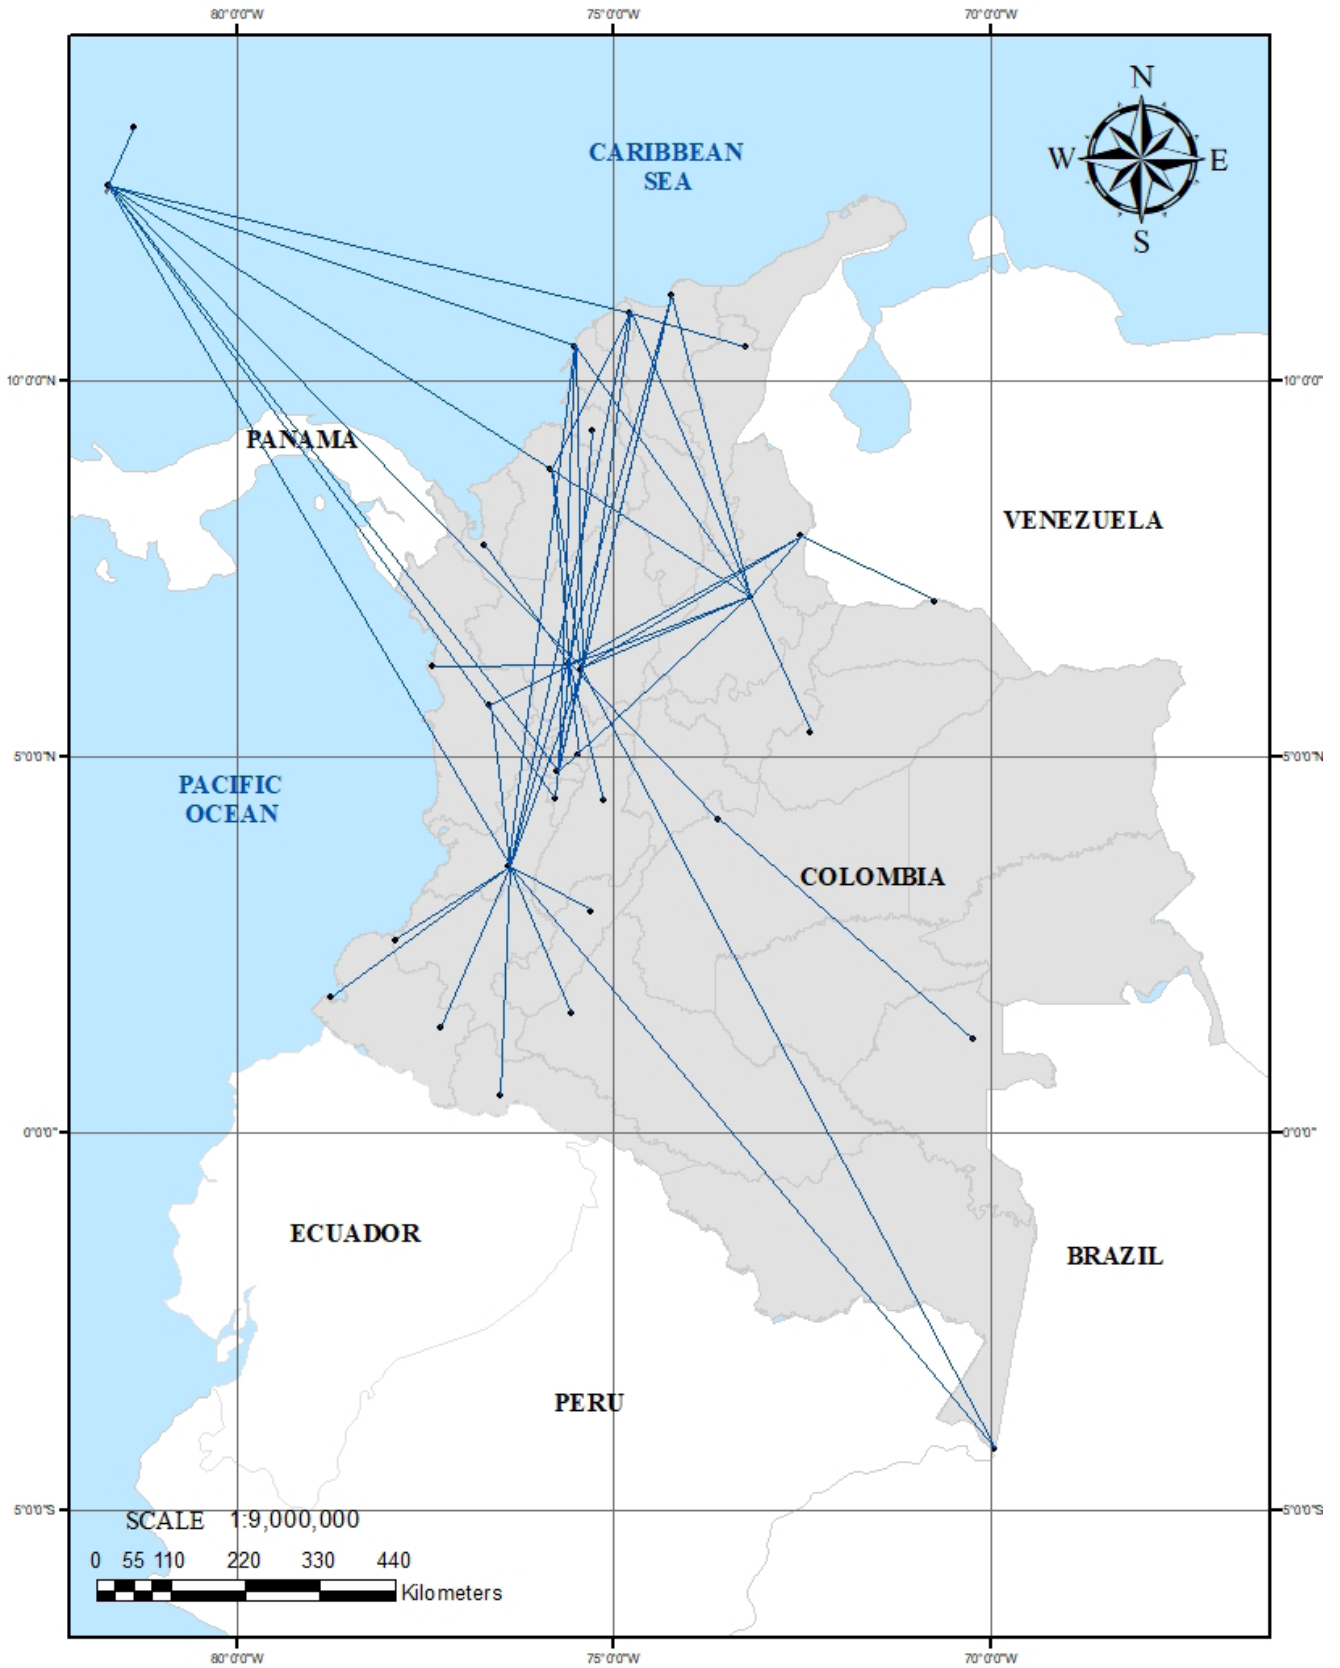 80°0'0"W 75°0'0"W 70°0'0"W
N
W E
S
CARIBBEAN
SEA
10°0'0"N 10°0'0"N
PANAMA
VENEZUELA
5°0'0"N 5°0'0"N
PACIFIC
OCEAN
COLOMBIA
0°0'0" 0°0'0"
ECUADOR
BRAZIL
PERU
5°0'0"S 5°0'0"S
SCALE 1:9,000,000
0 55 110 220 330 440
Kilometers
80°0'0"W 75°0'0"W 70°0'0"W